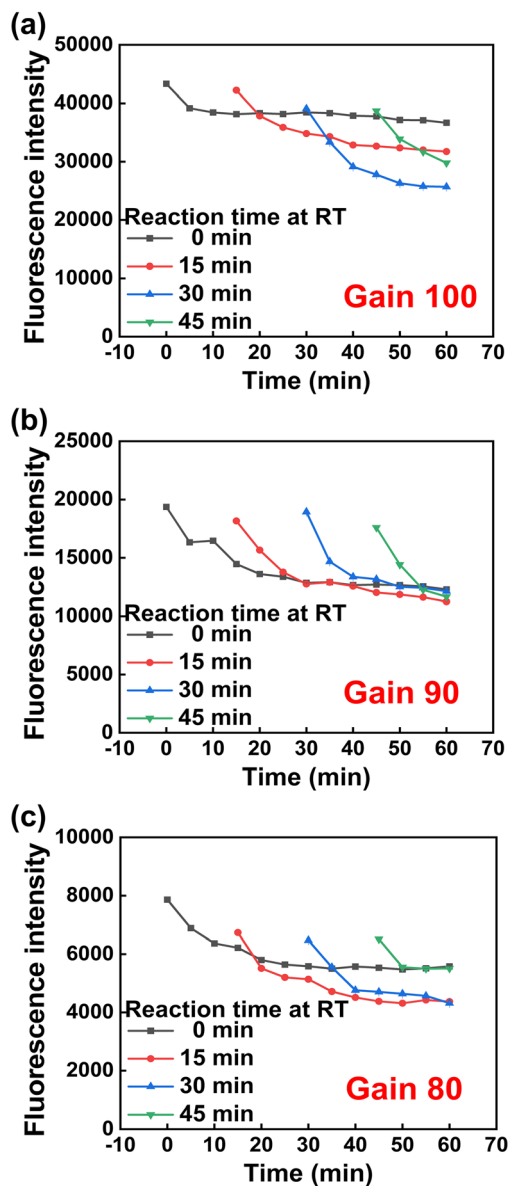 (a)
Fluorescence intensity
50000
40000
30000
20000
10000
0
Reaction time at RT
0 min
15 min
30 min
45 min
Gain 100
-10 0 10 20 30 40 50 60 70
Time (min)
(b)
Fluorescence intensity
25000
20000
15000
10000
5000
0
Reaction time at RT
0 min
15 min
30 min
45 min
Gain 90
-10 0 10 20 30 40 50 60 70
Time (min)
(c)
Fluorescence intensity
10000
8000
6000
4000
2000
0
Reaction time at RT
0 min
15 min
30 min
45 min
Gain 80
-10 0 10 20 30 40 50 60 70
Time (min)